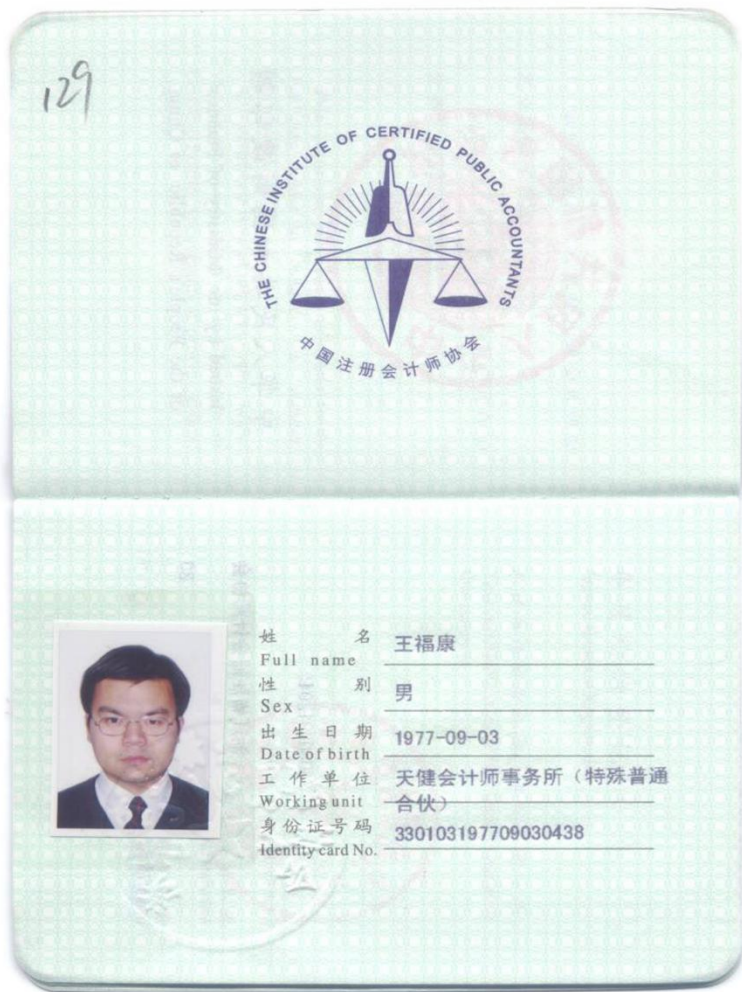 129
THE CHINESE INSTITUTE OF CERTIFIED PUBLIC ACCOUNTANTS
中国注册会计师协会
姓 名 王福康
Full name
性 别 男
Sex
出生日期 1977-09-03
Date of birth
工作单位 天健会计师事务所（特殊普通
Working unit 合伙）
身份证号码 330103197709030438
Identity card No.